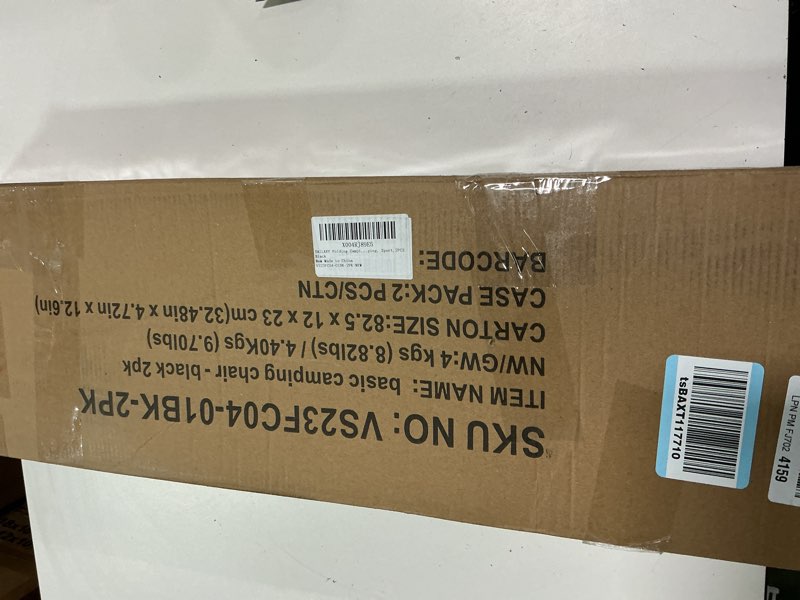 SKU NO: VS23FC04-01BK-2PK
ITEM NAME: basic camping chair - black 2pk
NW/GW:4 kgs (8.82lbs) / 4.40Kgs (9.70lbs)
CARTON SIZE:82.5 x 12 x 23 cm(32.48in x 4.72in x 12.6in)
CASE PACK:2 PCS/CTN
BARCODE:
Black
New Made in China
tsBAXT117710
LPN PM FJ702 4159